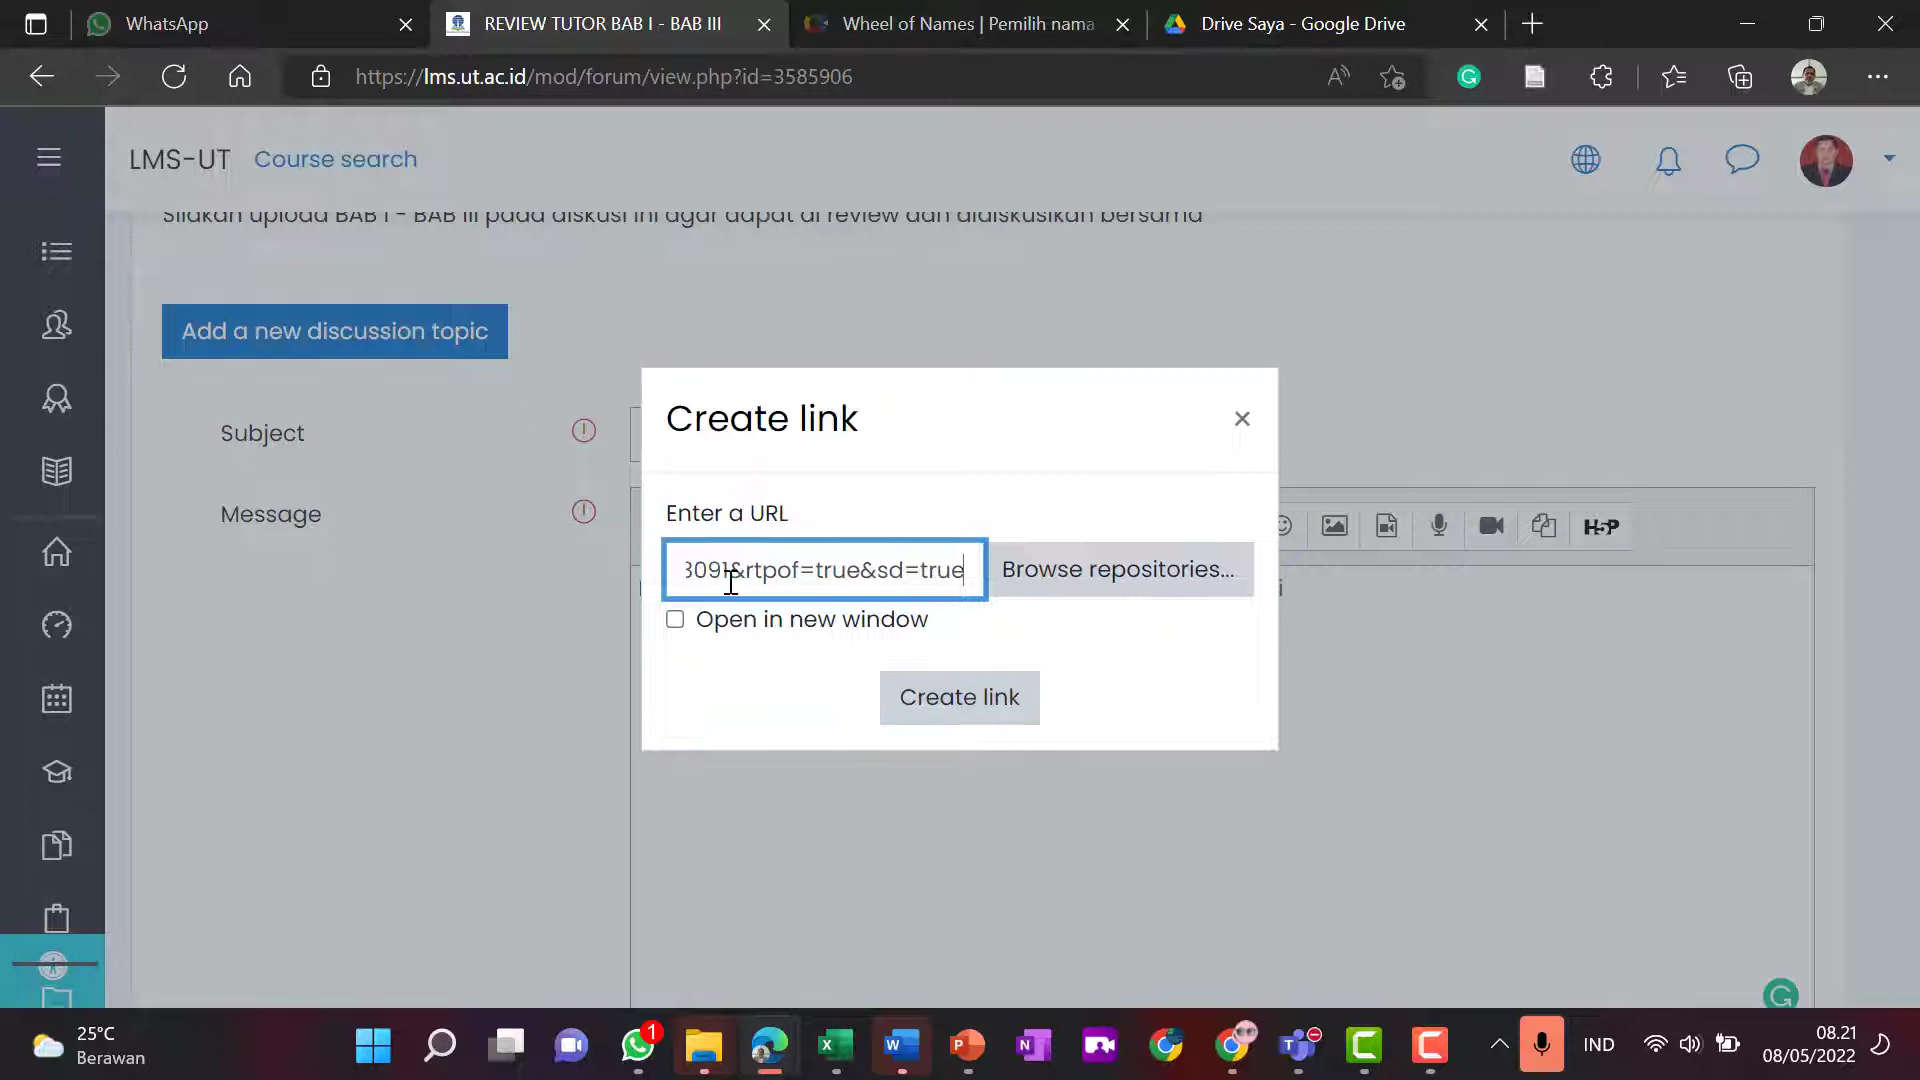 WhatsApp
REVIEW TUTOR BAB I - BAB III
Wheel of Names | Pemilih nama
Drive Saya - Google Drive
https://lms.ut.ac.id/mod/forum/view.php?id=3585906
LMS-UT
Course search
Silakan upload BAB I - BAB III pada diskusi ini agar dapat di review dan didiskusikan bersama
Add a new discussion topic
Create link
Subject
Enter a URL
Message
H5P
3091&rtpof=true&sd=true
Browse repositories...
Open in new window
Create link
25°C
Berawan
1
IND
08.21
08/05/2022